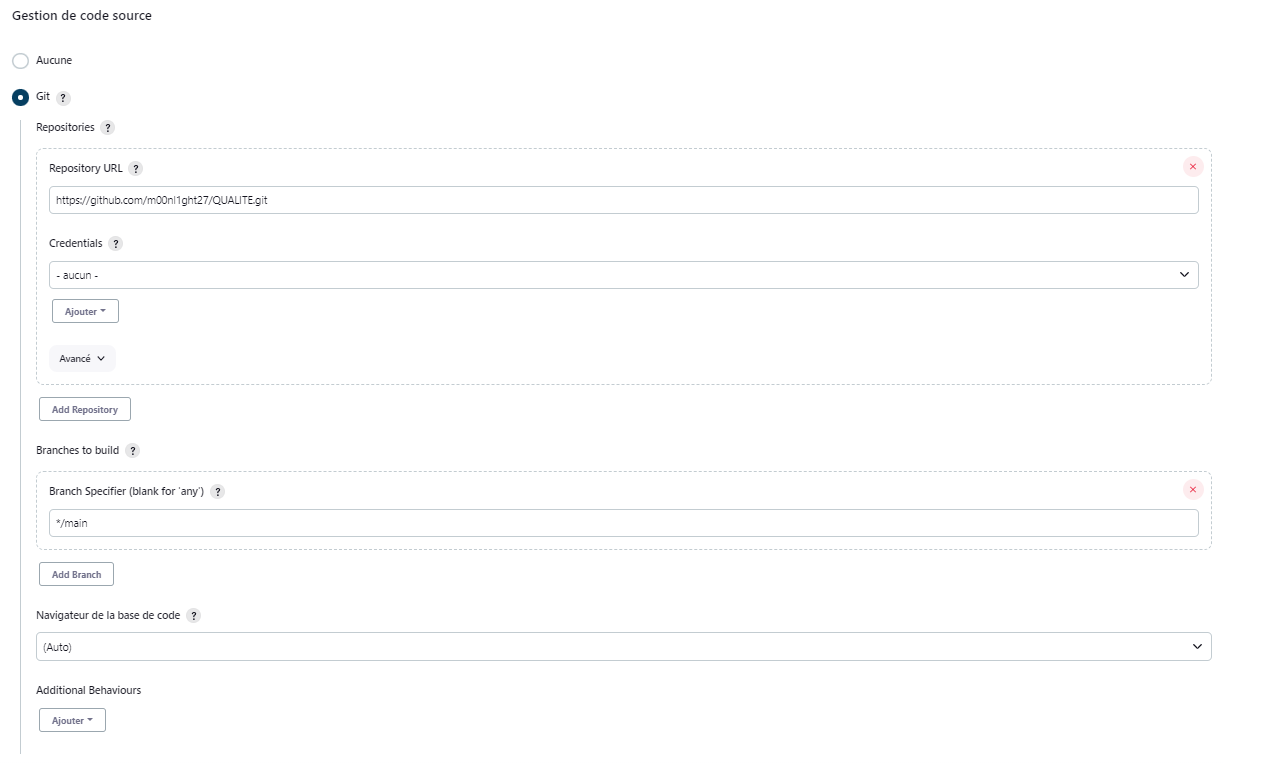 Gestion de code source
Aucune
Git ?
Repositories ?
Repository URL ?
https://github.com/m00nl1ght27/QUALITE.git
Credentials ?
- aucun -
Ajouter
Avancé
Add Repository
Branches to build ?
Branch Specifier (blank for 'any') ?
*/main
Add Branch
Navigateur de la base de code ?
(Auto)
Additional Behaviours
Ajouter